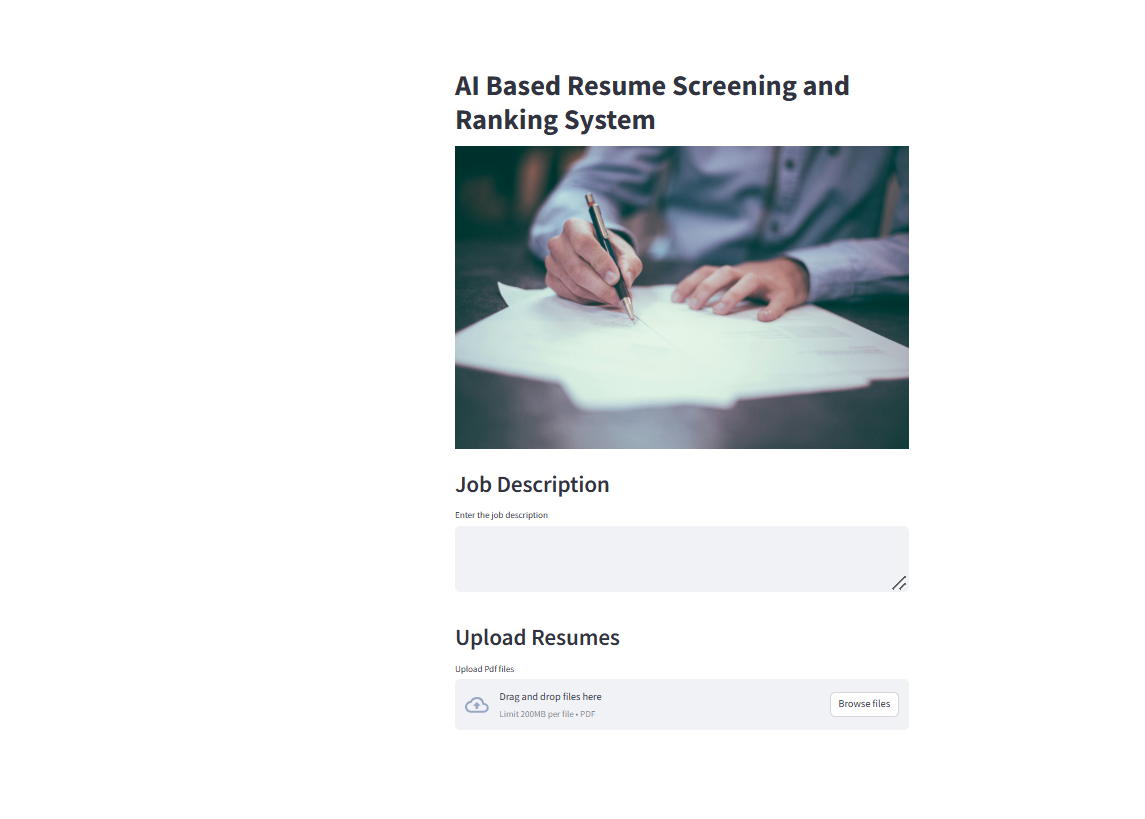 AI Based Resume Screening and
Ranking System
Job Description
Enter the job description
Upload Resumes
Upload Pdf files
Drag and drop files here
Limit 200MB per file • PDF
Browse files